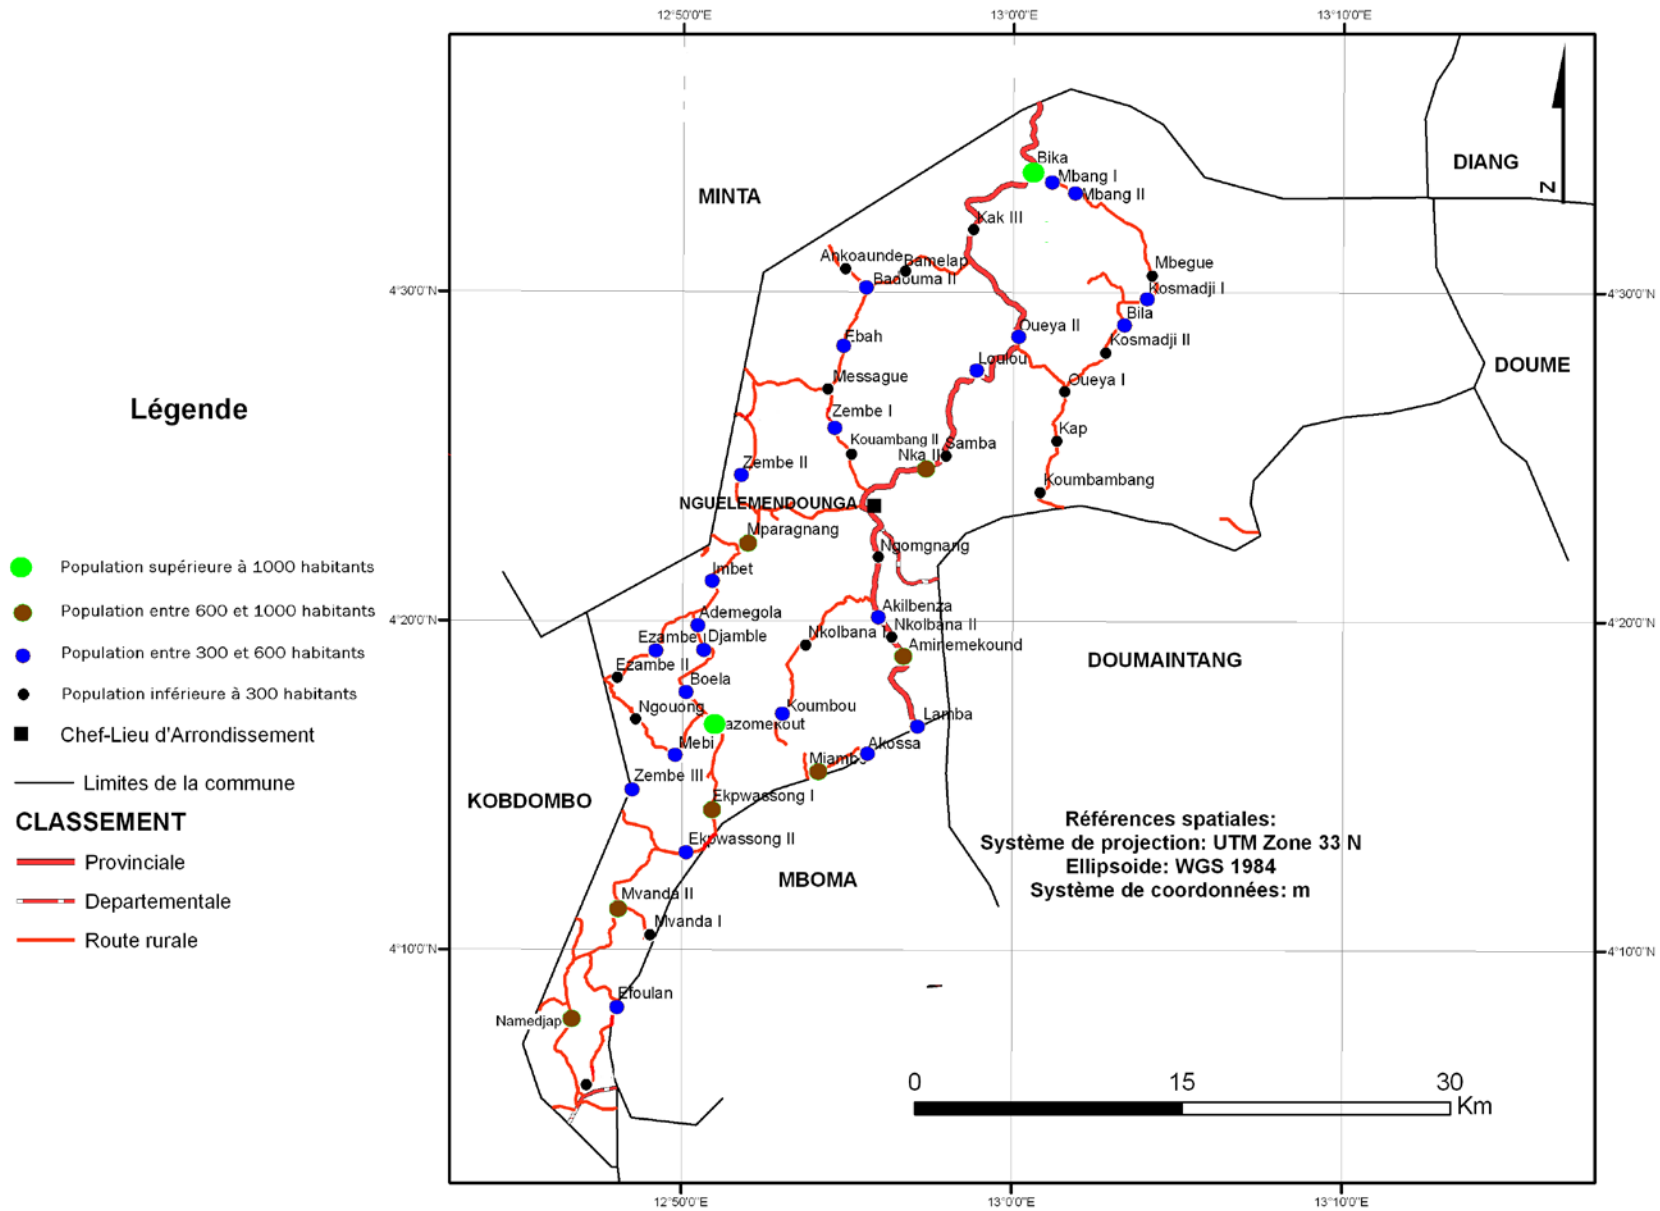 12°50'0"E
13°0'0"E
13°10'0"E
DIANG
Bika
Mbang I
Mbang II
MINTA
N
Kak III
Ankoaunde
Bamelap
Badouma II
Mbegue
Kosmadji I
4°30'0"N
4°30'0"N
Bila
Oueya II
Kosmadji II
Ebah
Loulou
DOUME
Messague
Oueya I
Légende
Zembe I
Kouambang II
Samba
Kap
Nka II
Zembe II
Koumbambang
NGUELEMENDOUNGA
Mparagnang
Ngomgnang
Population supérieure à 1000 habitants
Imbet
Population entre 600 et 1000 habitants
Ademegola
Akilbenza
4°20'0"N
4°20'0"N
Ezambe I
Djamble
Nkolbana I
Nkolbana II
Aminemekound
Population entre 300 et 600 habitants
Ezambe II
DOUMAINTANG
Boela
Population inférieure à 300 habitants
Ngouong
Koumbou
Lamba
azomekout
Chef-Lieu d'Arrondissement
Mebi
Akossa
Miambo
Zembe III
Limites de la commune
KOBDOMBO
Ekpwassong I
CLASSEMENT
Références spatiales:
Système de projection: UTM Zone 33 N
Ellipsoide: WGS 1984
Système de coordonnées: m
Ekpwassong II
Provinciale
MBOMA
Mvanda II
Departementale
Mvanda I
Route rurale
4°10'0"N
4°10'0"N
Efoulan
Namedjap
0 15 30
Km
12°50'0"E
13°0'0"E
13°10'0"E